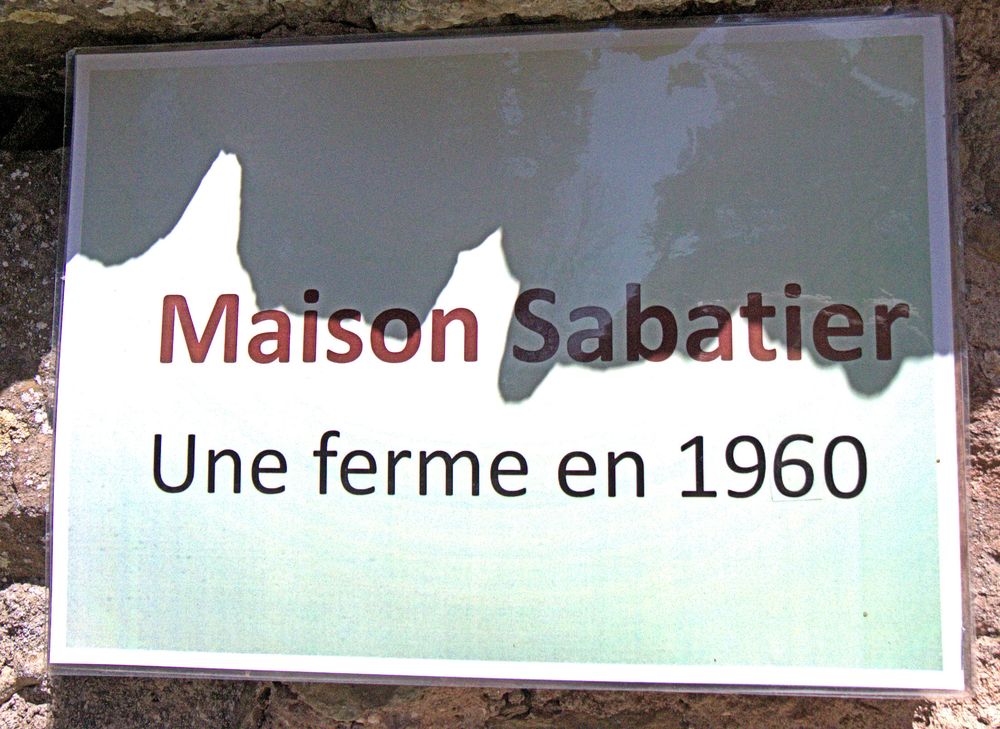 Maison Sabatier
Une ferme en 1960